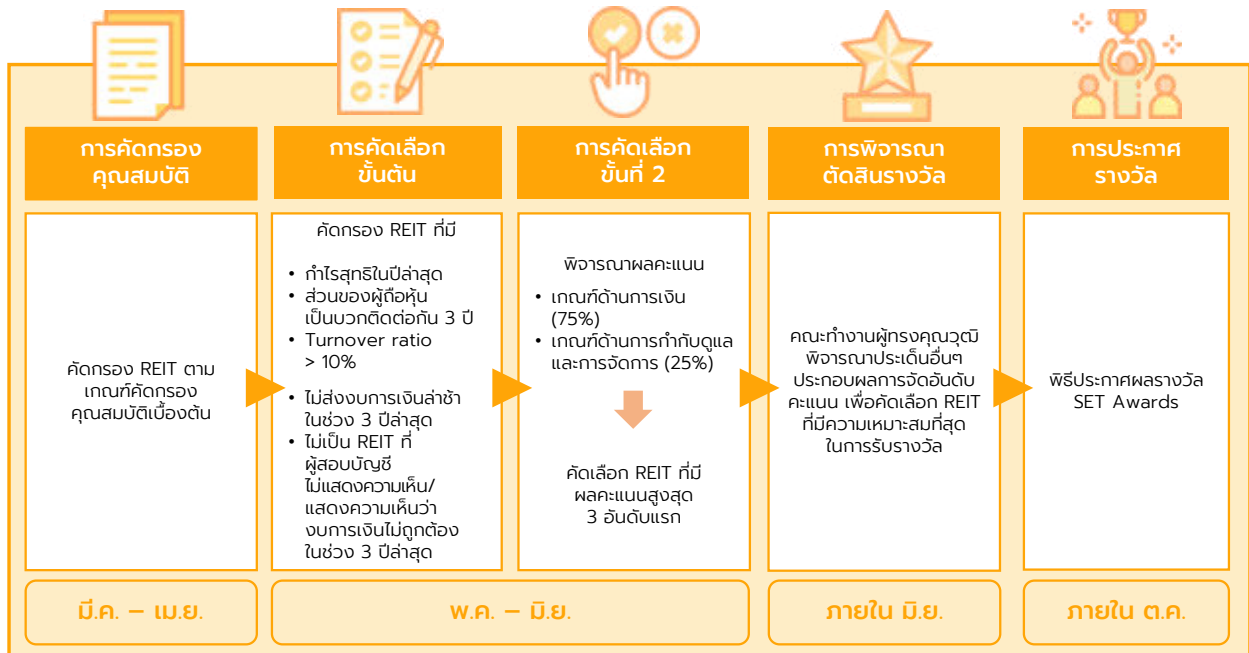 การคัดกรอง
คุณสมบัติ
การคัดเลือก
ขั้นต้น
การคัดเลือก
ขั้นที่ 2
การพิจารณา
ตัดสินรางวัล
การประกาศ
รางวัล
คัดกรอง REIT ตาม
เกณฑ์คัดกรอง
คุณสมบัติเบื้องต้น
คัดกรอง REIT ที่มี
• กำไรสุทธิในปีล่าสุด
• ส่วนของผู้ถือหุ้น
เป็นบวกติดต่อกัน 3 ปี
• Turnover ratio
> 10%
• ไม่ส่งงบการเงินล่าช้า
ในช่วง 3 ปีล่าสุด
• ไม่เป็น REIT ที่
ผู้สอบบัญชี
ไม่แสดงความเห็น/
แสดงความเห็นว่า
งบการเงินไม่ถูกต้อง
ในช่วง 3 ปีล่าสุด
พิจารณาผลคะแนน
• เกณฑ์ด้านการเงิน
(75%)
• เกณฑ์ด้านการกำกับดูแล
และการจัดการ (25%)
คัดเลือก REIT ที่มี
ผลคะแนนสูงสุด
3 อันดับแรก
คณะทำงานผู้ทรงคุณวุฒิ
พิจารณาประเด็นอื่นๆ
ประกอบผลการจัดอันดับ
คะแนน เพื่อคัดเลือก REIT
ที่มีความเหมาะสมที่สุด
ในการรับรางวัล
พิธีประกาศผลรางวัล
SET Awards
มี.ค. – เม.ย.
พ.ค. – มิ.ย.
ภายใน มิ.ย.
ภายใน ต.ค.